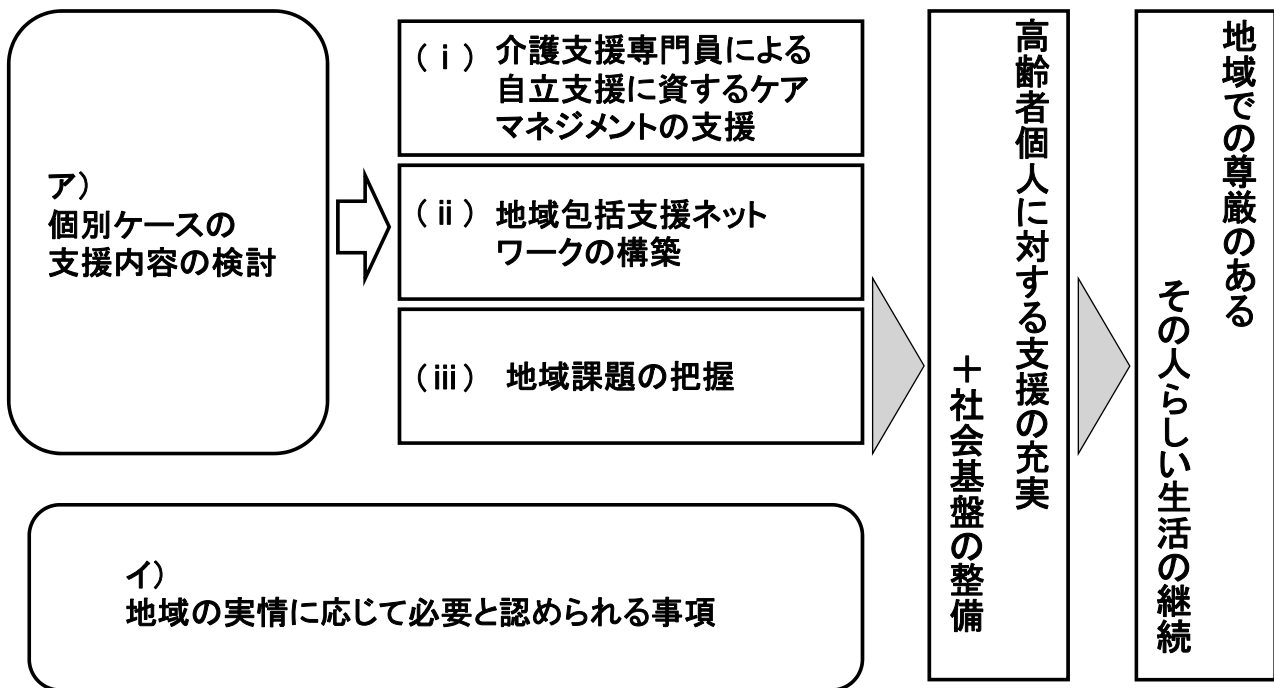 ア)
個別ケースの
支援内容の検討
(ⅰ) 介護支援専門員による
自立支援に資するケア
マネジメントの支援
(ⅱ) 地域包括支援ネット
ワークの構築
(ⅲ) 地域課題の把握
イ)
地域の実情に応じて必要と認められる事項
高齢者個人に対する支援の充実
＋社会基盤の整備
地域での尊厳のある
その人らしい生活の継続